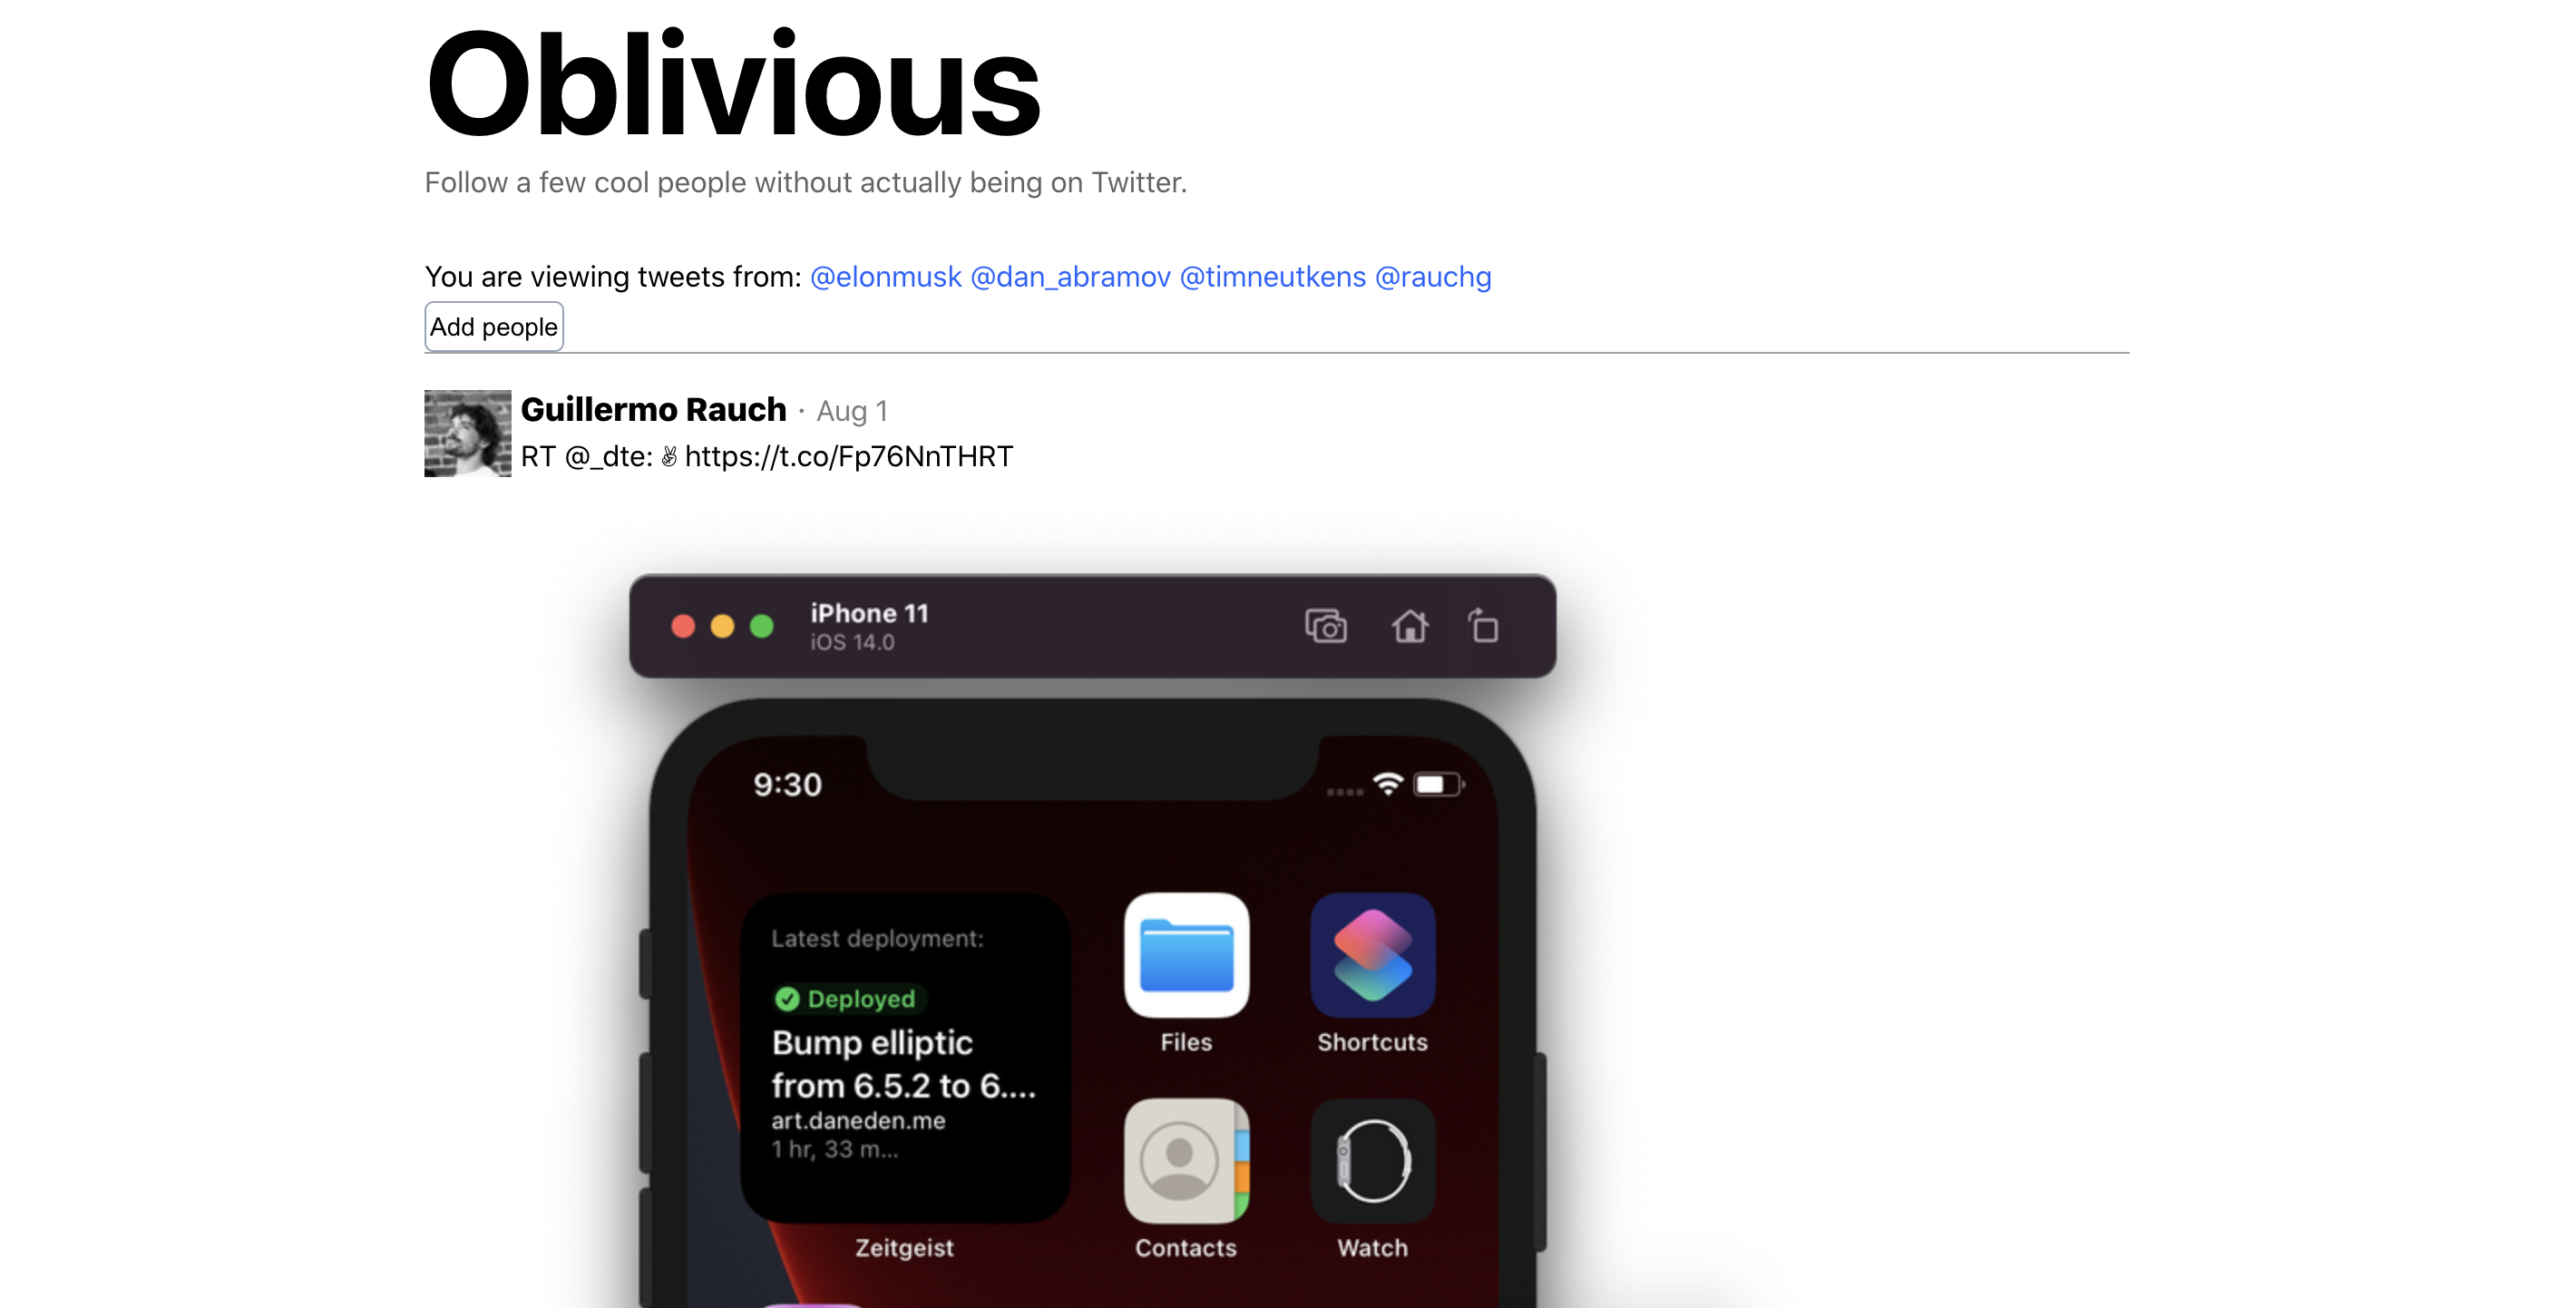 Oblivious
Follow a few cool people without actually being on Twitter.
You are viewing tweets from: @elonmusk @dan_abramov @timneutkens @rauchg
Add people
Guillermo Rauch · Aug 1
RT @_dte: ✌ https://t.co/Fp76NnTHRT
iPhone 11
iOS 14.0
9:30
Latest deployment:
Deployed
Bump elliptic
from 6.5.2 to 6....
art.daneden.me
1 hr, 33 m...
Zeitgeist
Files
Shortcuts
Contacts
Watch